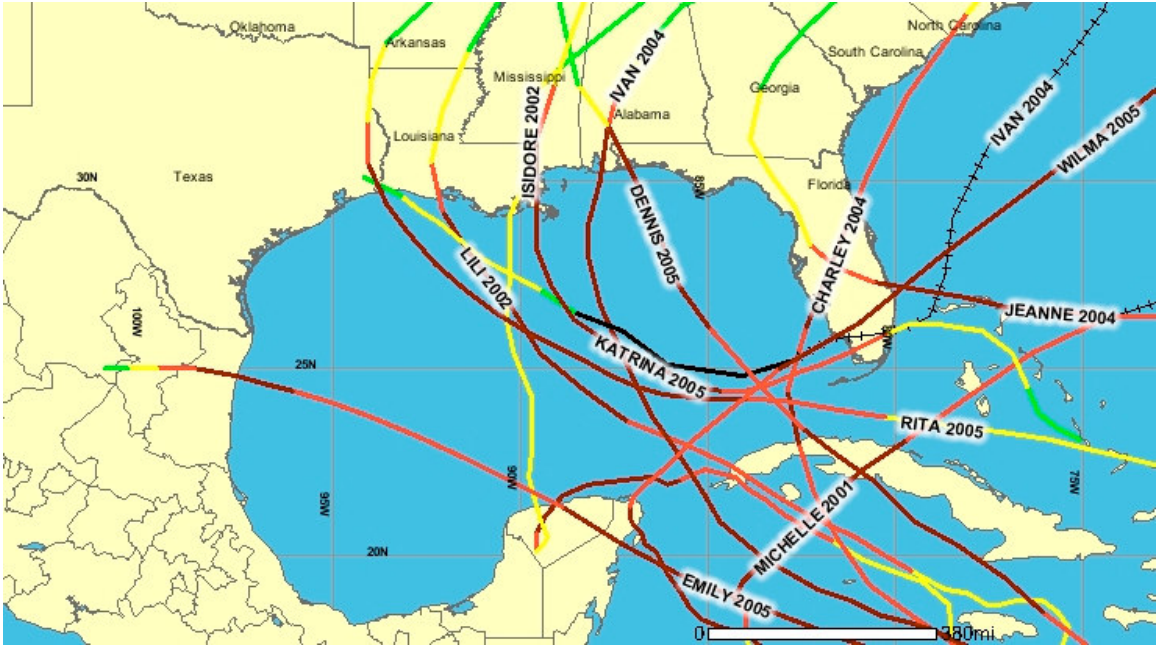 Oklahoma
Arkansas
North Carolina
South Carolina
Mississippi
IVAN 2004
Georgia
Alabama
IVAN 2004
Louisiana
ISIDORE 2002
WILMA 2005
30N
Texas
85W
Florida
DENNIS 2005
CHARLEY 2004
LILI 2002
JEANNE 2004
100W
80W
25N
KATRINA 2005
RITA 2005
95W
90W
75W
MICHELLE 2001
20N
EMILY 2005
0 380mi